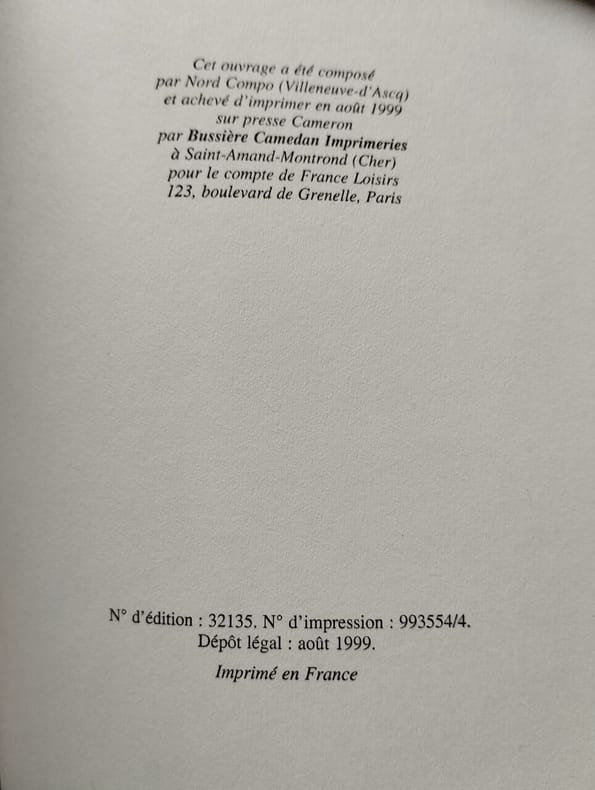 Cet ouvrage a été composé
par Nord Compo (Villeneuve-d'Ascq)
et achevé d'imprimer en août 1999
sur presse Cameron
par Bussière Camedan Imprimeries
à Saint-Amand-Montrond (Cher)
pour le compte de France Loisirs
123, boulevard de Grenelle, Paris
N° d'édition : 32135. N° d'impression : 993554/4.
Dépôt légal : août 1999.
Imprimé en France